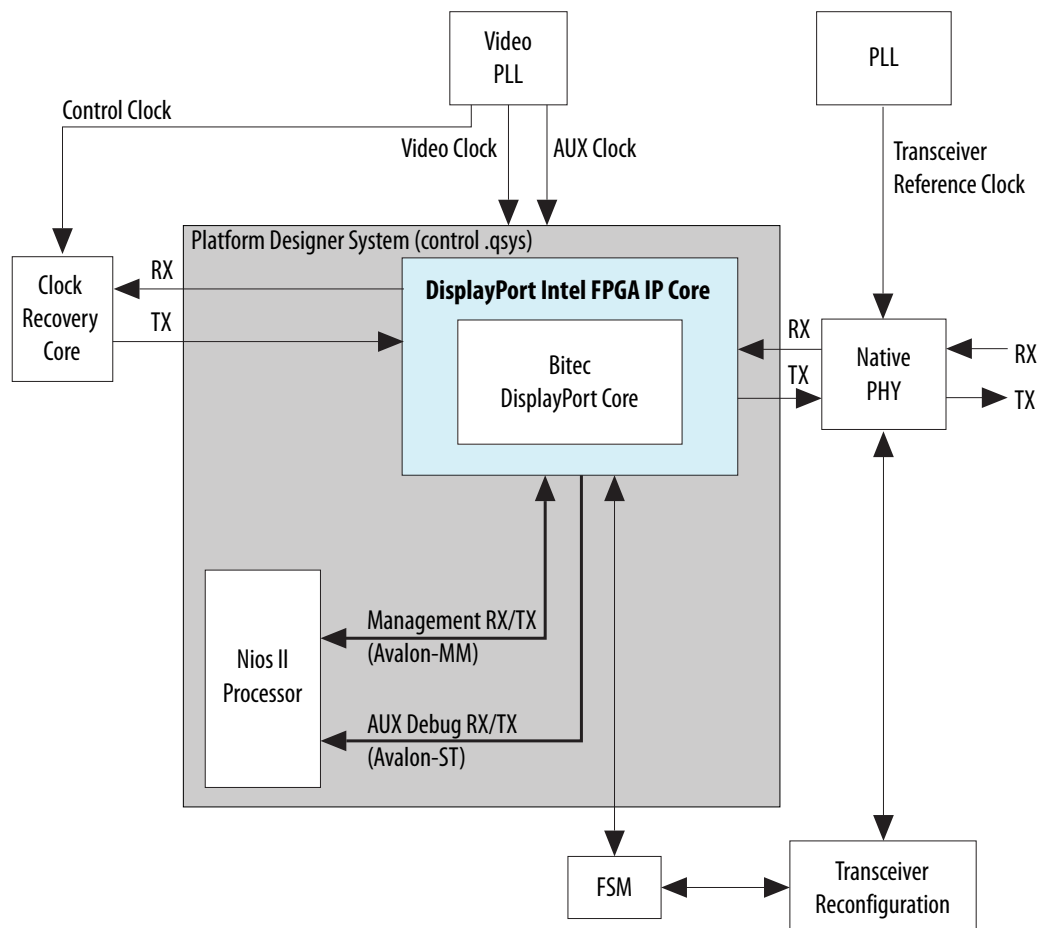 Video
PLL
PLL
Control Clock
Video Clock
AUX Clock
Transceiver
Reference Clock
Platform Designer System (control .qsys)
Clock
Recovery
Core
RX
TX
DisplayPort Intel FPGA IP Core
Bitec
DisplayPort Core
RX
TX
Native
PHY
RX
TX
Nios II
Processor
Management RX/TX
(Avalon-MM)
AUX Debug RX/TX
(Avalon-ST)
FSM
Transceiver
Reconfiguration